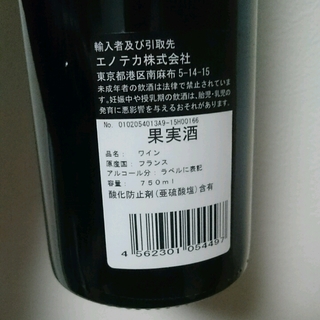 輸入者及び引取先
エノテカ株式会社
東京都港区南麻布5-14-15
未成年者の飲酒は法律で禁止されていま
す。妊娠中や授乳期の飲酒は、胎児・乳児の
発育に悪影響を与えるおそれがあります。
No. 0102054013A9-15H00166
果実酒
品名 : ワイン
原産国 : フランス
アルコール分 : ラベルに表記
容量 : 750ml
酸化防止剤(亜硫酸塩)含有
4 562301 054497